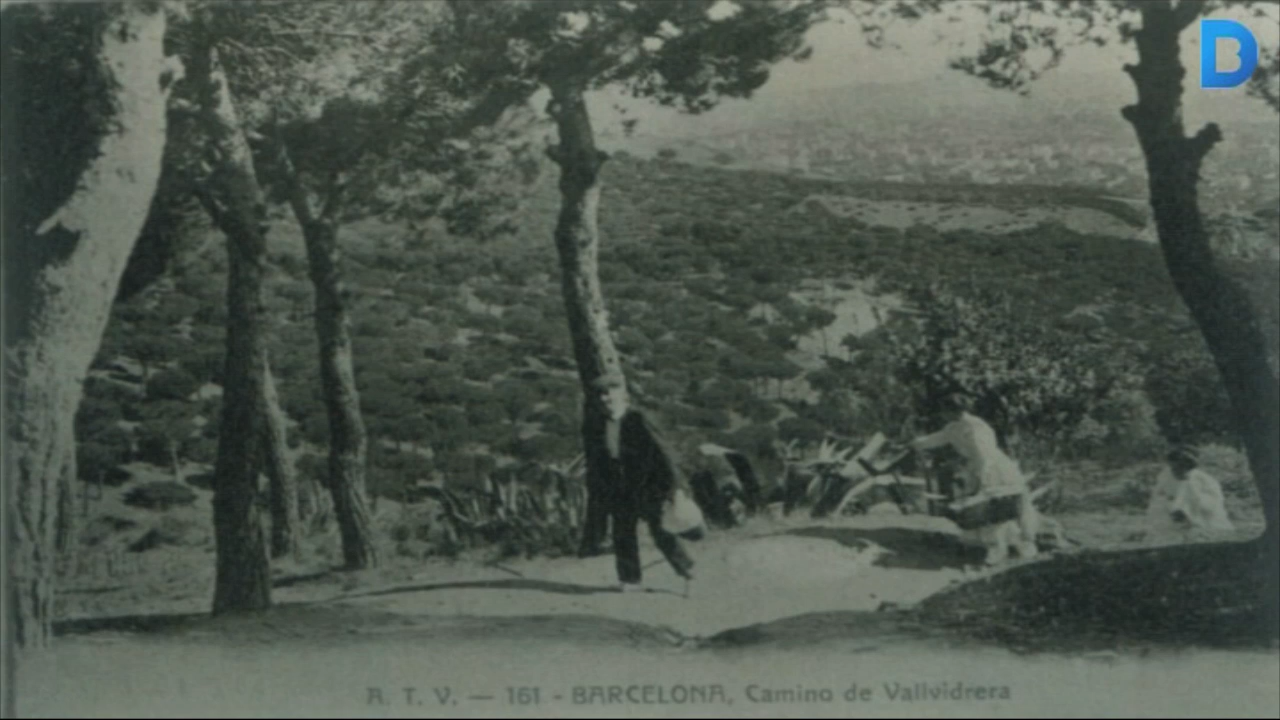 B
A. T. V. — 161 - BARCELONA, Camino de Vallvidrera